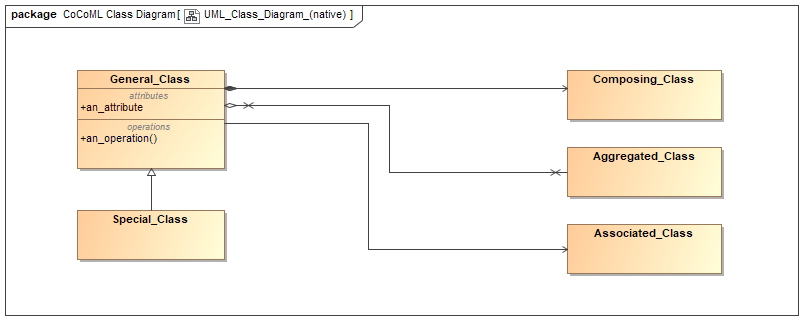 package CoCoML Class Diagram[ UML_Class_Diagram_(native) ]
General_Class
attributes
+an_attribute
operations
+an_operation()
Special_Class
Composing_Class
Aggregated_Class
Associated_Class